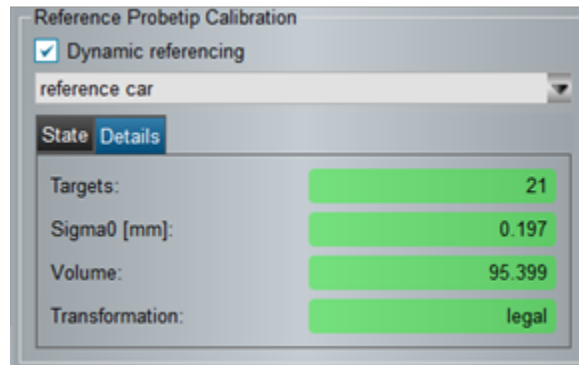 Reference Probetip Calibration
Dynamic referencing
reference car
State Details
Targets: 21
Sigma0 [mm]: 0.197
Volume: 95.399
Transformation: legal